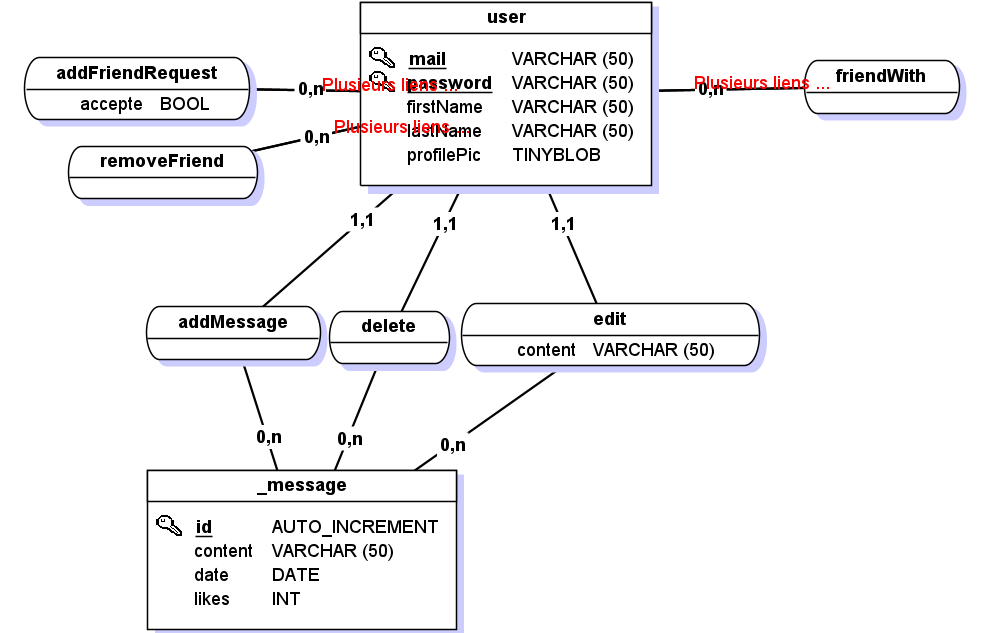 user
mail VARCHAR (50)
password VARCHAR (50)
firstName VARCHAR (50)
lastName VARCHAR (50)
profilePic TINYBLOB
addFriendRequest
accepte BOOL
0,n
Plusieurs liens ...
removeFriend
0,n
Plusieurs liens ...
friendWith
0,n
Plusieurs liens ...
1,1
1,1
1,1
addMessage
delete
edit
content VARCHAR (50)
0,n
0,n
0,n
_message
id AUTO_INCREMENT
content VARCHAR (50)
date DATE
likes INT